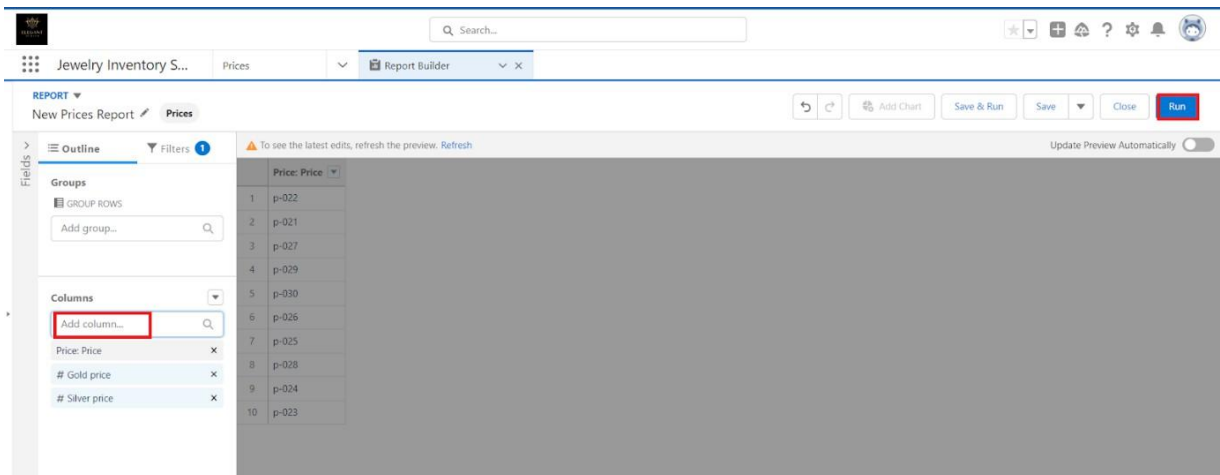 ELEGANT
Search...
Jewelry Inventory S...
Prices
Report Builder
REPORT
New Prices Report
Prices
Add Chart
Save & Run
Save
Close
Run
Fields
Outline
Filters 1
To see the latest edits, refresh the preview. Refresh
Update Preview Automatically
Groups
GROUP ROWS
Add group...
Columns
Add column...
Price: Price
# Gold price
# Silver price
Price: Price
1 p-022
2 p-021
3 p-027
4 p-029
5 p-030
6 p-026
7 p-025
8 p-028
9 p-024
10 p-023